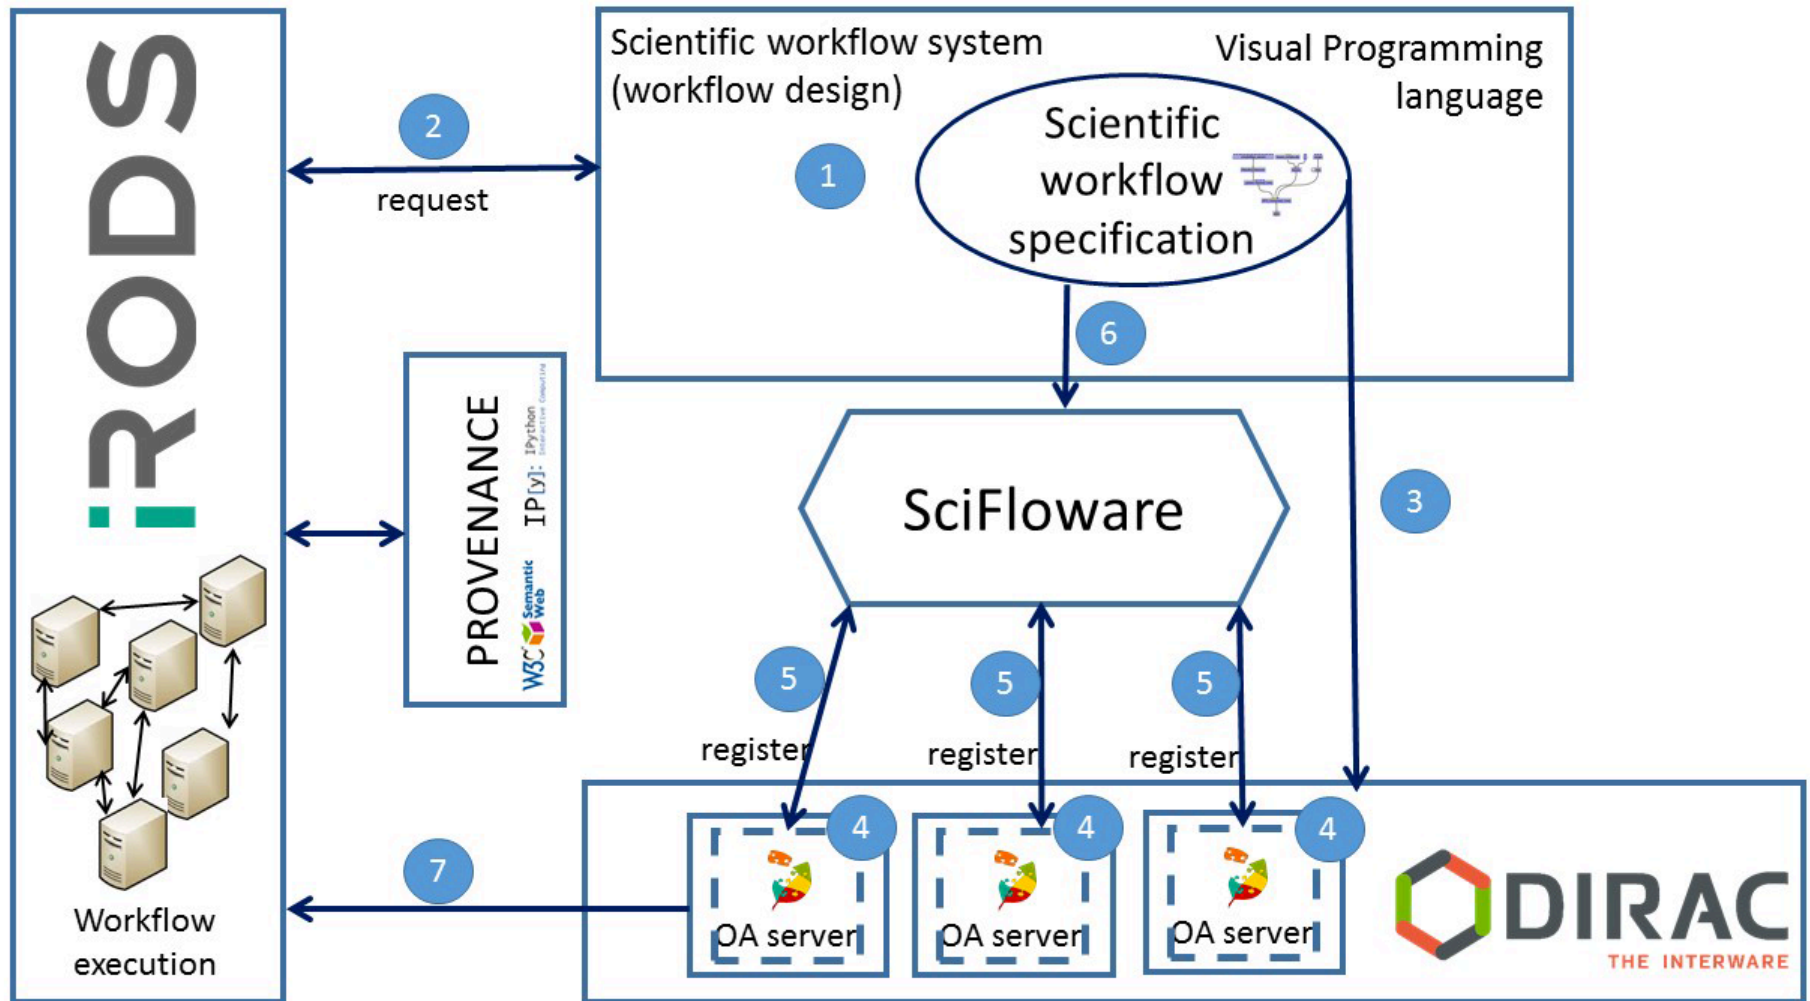 iRODS
Scientific workflow system
(workflow design)
Visual Programming
language
2
request
1
Scientific
workflow
specification
6
PROVENANCE
IP[y]: IPython
Interactive Computing
W3C Semantic
Web
SciFloware
3
5
5
5
register
register
register
4
4
4
OA server
OA server
OA server
7
Workflow
execution
DIRAC
THE INTERWARE